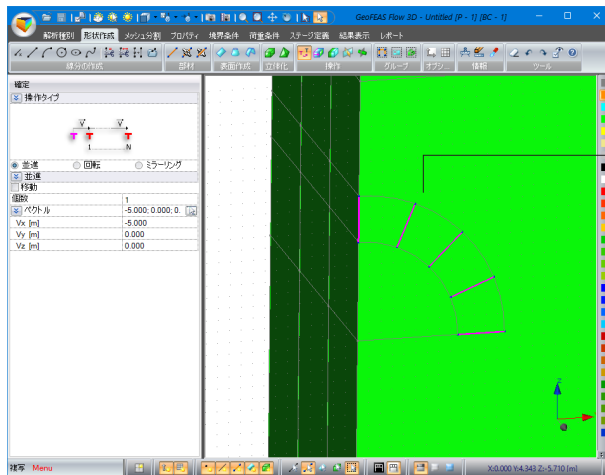 GeoFEAS Flow 3D - Untitled [P - 1] [BC - 1]
解析種別 形状作成 メッシュ分割 プロパティ 境界条件 荷重条件 ステージ定義 結果表示 レポート
線分の作成 部材 表面作成 立体化 操作 グループ オプシ... 情報 ツール
確定
操作タイプ
1 N
並進 回転 ミラーリング
並進
移動
個数 1
ベクトル -5.000; 0.000; 0.
Vx [m] -5.000
Vy [m] 0.000
Vz [m] 0.000
複写 Menu
X:0.000 Y:4.343 Z:-5.710 [m]